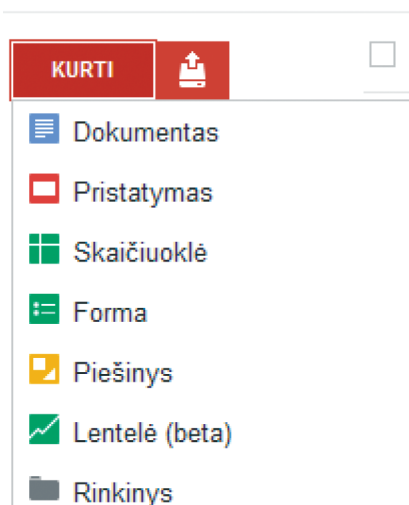 KURTI
Dokumentas
Pristatymas
Skaičiuoklė
Forma
Piešinys
Lentelė (beta)
Rinkinys